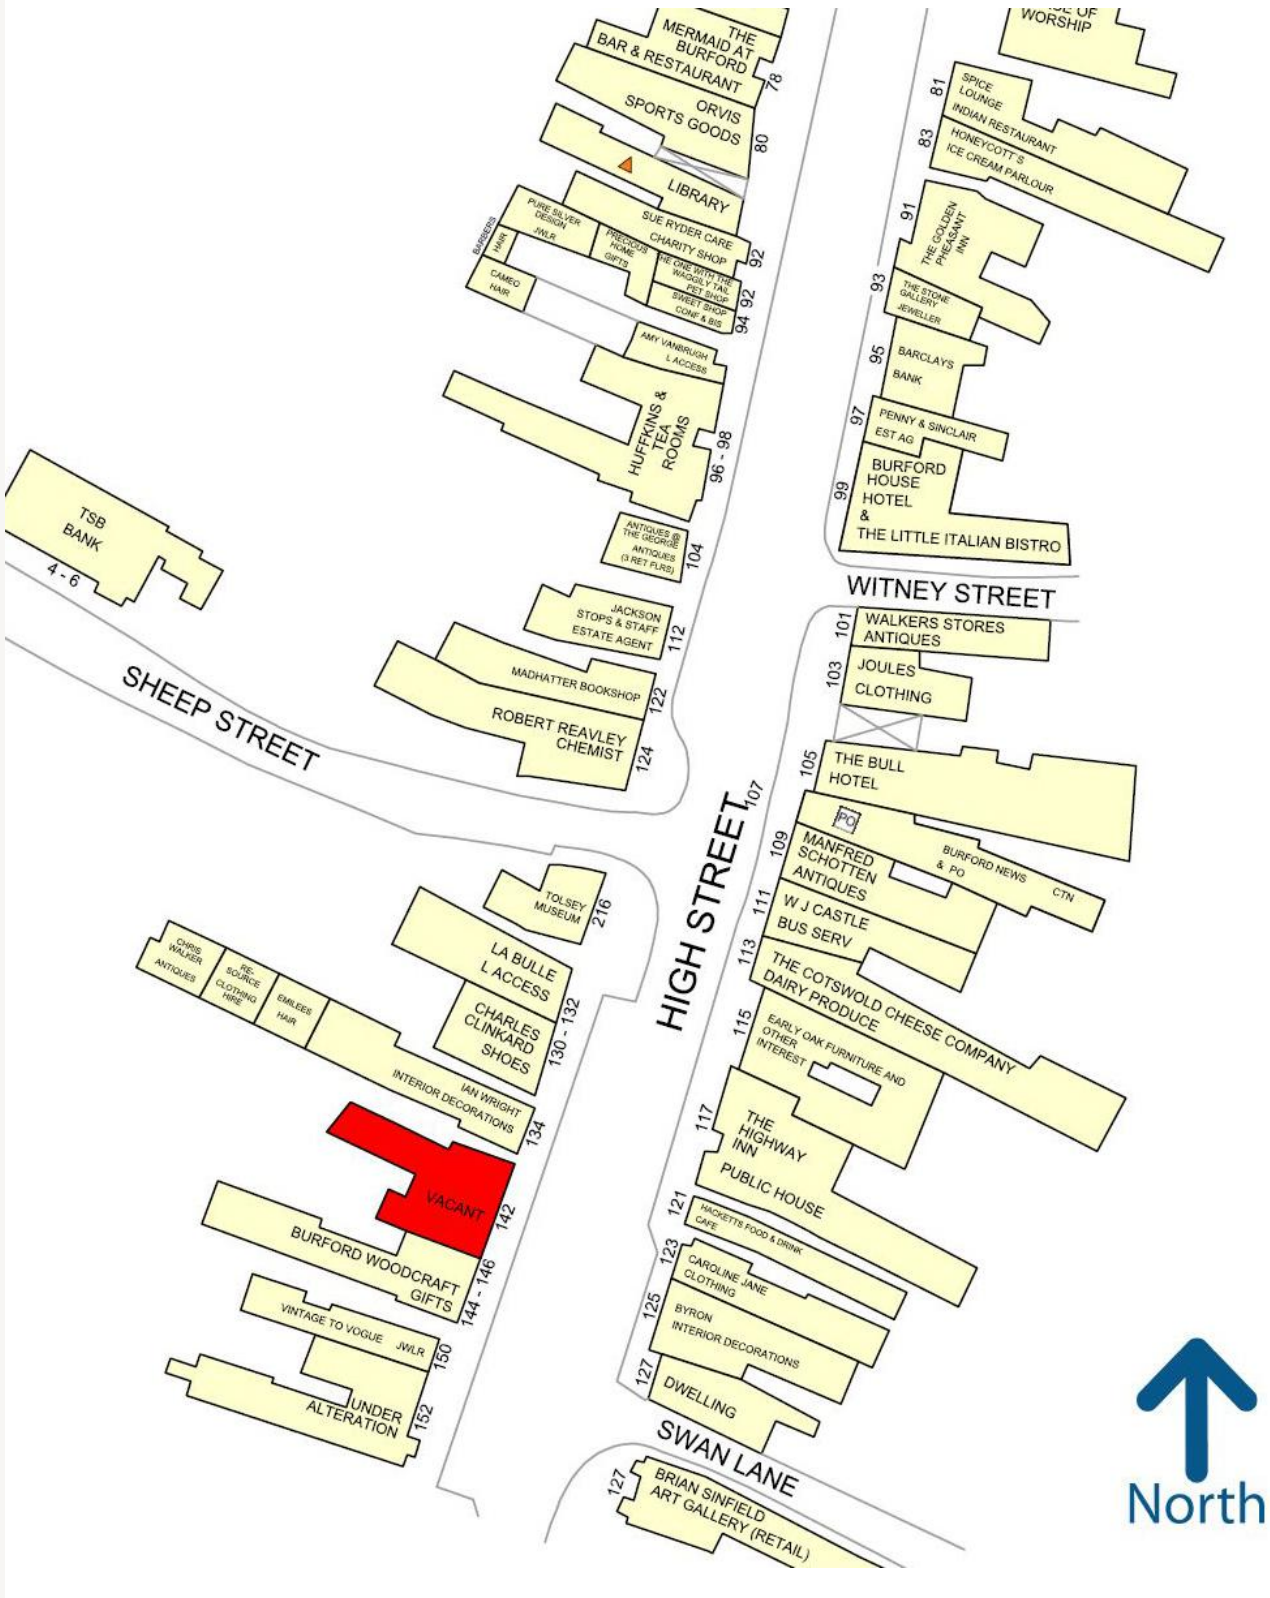 THE
MERMAID AT
BURFORD
BAR & RESTAURANT
78
ORVIS
SPORTS GOODS
80
LIBRARY
SUE RYDER CARE
CHARITY SHOP
92
PURE SILVER
DESIGN
JWLR
BARBERS
HAIR
PRECIOUS
HOME
GIFTS
HE ONE WITH THE
WAGGILY TAIL
PET SHOP
92
SWEET SHOP
CONF & BIS
94
CAMEO
HAIR
AMY VANBRUGH
L ACCESS
HUFFKINS &
TEA
ROOMS
96 - 98
ANTIQUES @
THE GEORGE
ANTIQUES
(3 RET FLRS)
104
JACKSON
STOPS & STAFF
ESTATE AGENT
112
MADHATTER BOOKSHOP
122
ROBERT REAVLEY
CHEMIST
124
TSB
BANK
4 - 6
SHEEP STREET
WORSHIP
81
SPICE
LOUNGE
INDIAN RESTAURANT
83
HONEYCOTT'S
ICE CREAM PARLOUR
91
THE GOLDEN
PHEASANT
INN
93
THE STONE
GALLERY
JEWELLER
95
BARCLAYS
BANK
97
PENNY & SINCLAIR
EST AG
99
BURFORD
HOUSE
HOTEL
&
THE LITTLE ITALIAN BISTRO
WITNEY STREET
101
WALKERS STORES
ANTIQUES
103
JOULES
CLOTHING
105
THE BULL
HOTEL
107
PO
BURFORD NEWS
& PO
CTN
109
MANFRED
SCHOTTEN
ANTIQUES
111
W J CASTLE
BUS SERV
113
THE COTSWOLD CHEESE COMPANY
DAIRY PRODUCE
115
EARLY OAK FURNITURE AND
OTHER
INTEREST
117
THE
HIGHWAY
INN
PUBLIC HOUSE
121
HACKETTS FOOD & DRINK
CAFE
123
CAROLINE JANE
CLOTHING
125
BYRON
INTERIOR DECORATIONS
127
DWELLING
HIGH STREET
TOLSEY
MUSEUM
216
LA BULLE
L ACCESS
CHARLES
CLINKARD
SHOES
130 - 132
CHRIS
WALKER
ANTIQUES
RE-
SOURCE
CLOTHING
HIRE
EMILEES
HAIR
IAN WRIGHT
INTERIOR DECORATIONS
134
VACANT
142
BURFORD WOODCRAFT
GIFTS
144 - 146
VINTAGE TO VOGUE JWLR
150
UNDER
ALTERATION
152
SWAN LANE
127
BRIAN SINFIELD
ART GALLERY (RETAIL)
North